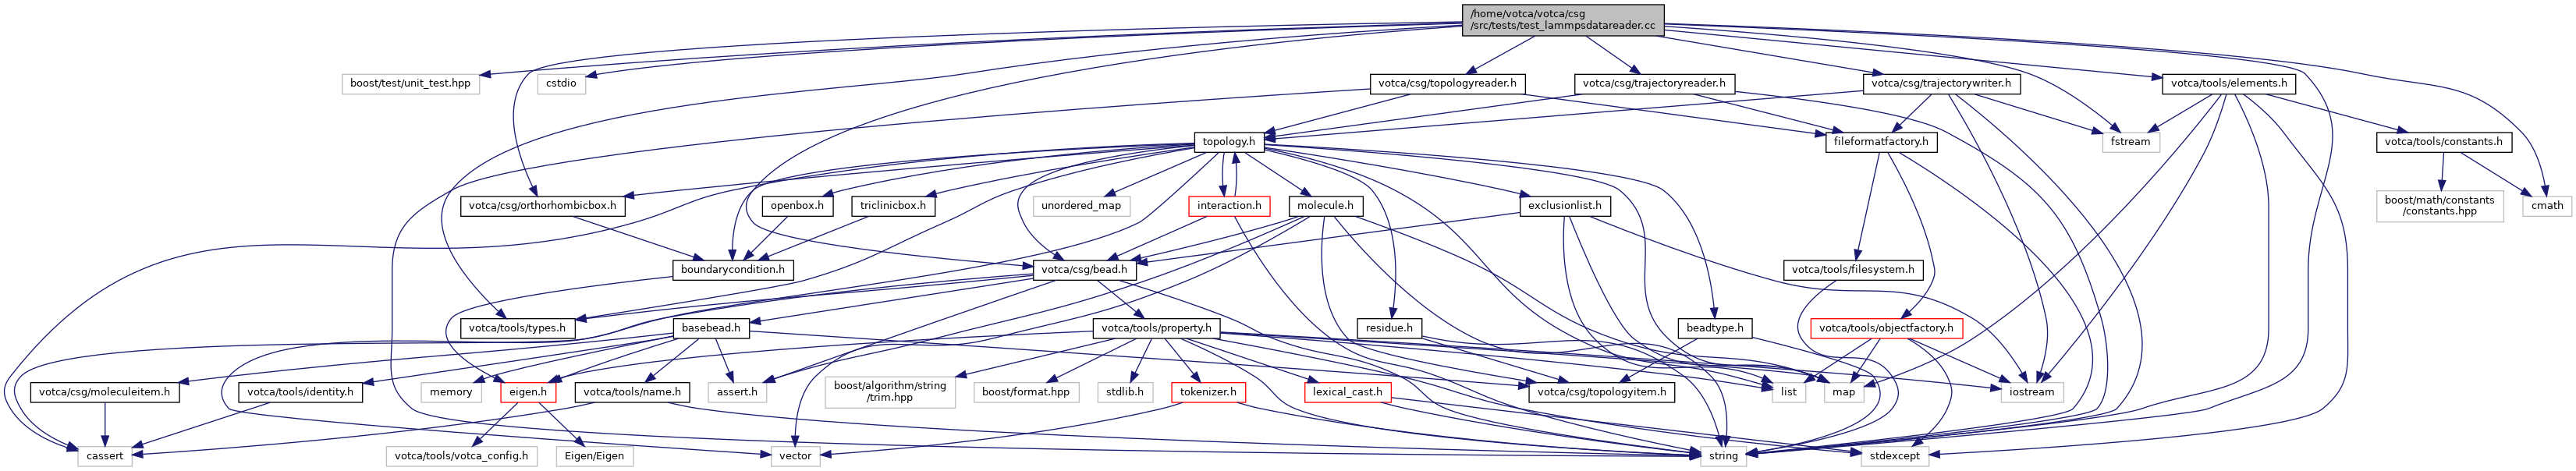 /home/votca/votca/csg
/src/tests/test_lammpsdatareader.cc
boost/test/unit_test.hpp
cstdio
votca/csg/topologyreader.h
votca/csg/trajectoryreader.h
votca/csg/trajectorywriter.h
votca/tools/elements.h
topology.h
fileformatfactory.h
fstream
votca/tools/constants.h
votca/csg/orthorhombicbox.h
openbox.h
triclinicbox.h
unordered_map
interaction.h
molecule.h
exclusionlist.h
boost/math/constants
/constants.hpp
cmath
boundarycondition.h
votca/csg/bead.h
votca/tools/filesystem.h
votca/tools/types.h
basebead.h
votca/tools/property.h
residue.h
beadtype.h
votca/tools/objectfactory.h
votca/csg/moleculeitem.h
votca/tools/identity.h
memory
eigen.h
votca/tools/name.h
assert.h
boost/algorithm/string
/trim.hpp
boost/format.hpp
stdlib.h
tokenizer.h
lexical_cast.h
votca/csg/topologyitem.h
list
map
iostream
cassert
votca/tools/votca_config.h
Eigen/Eigen
vector
string
stdexcept